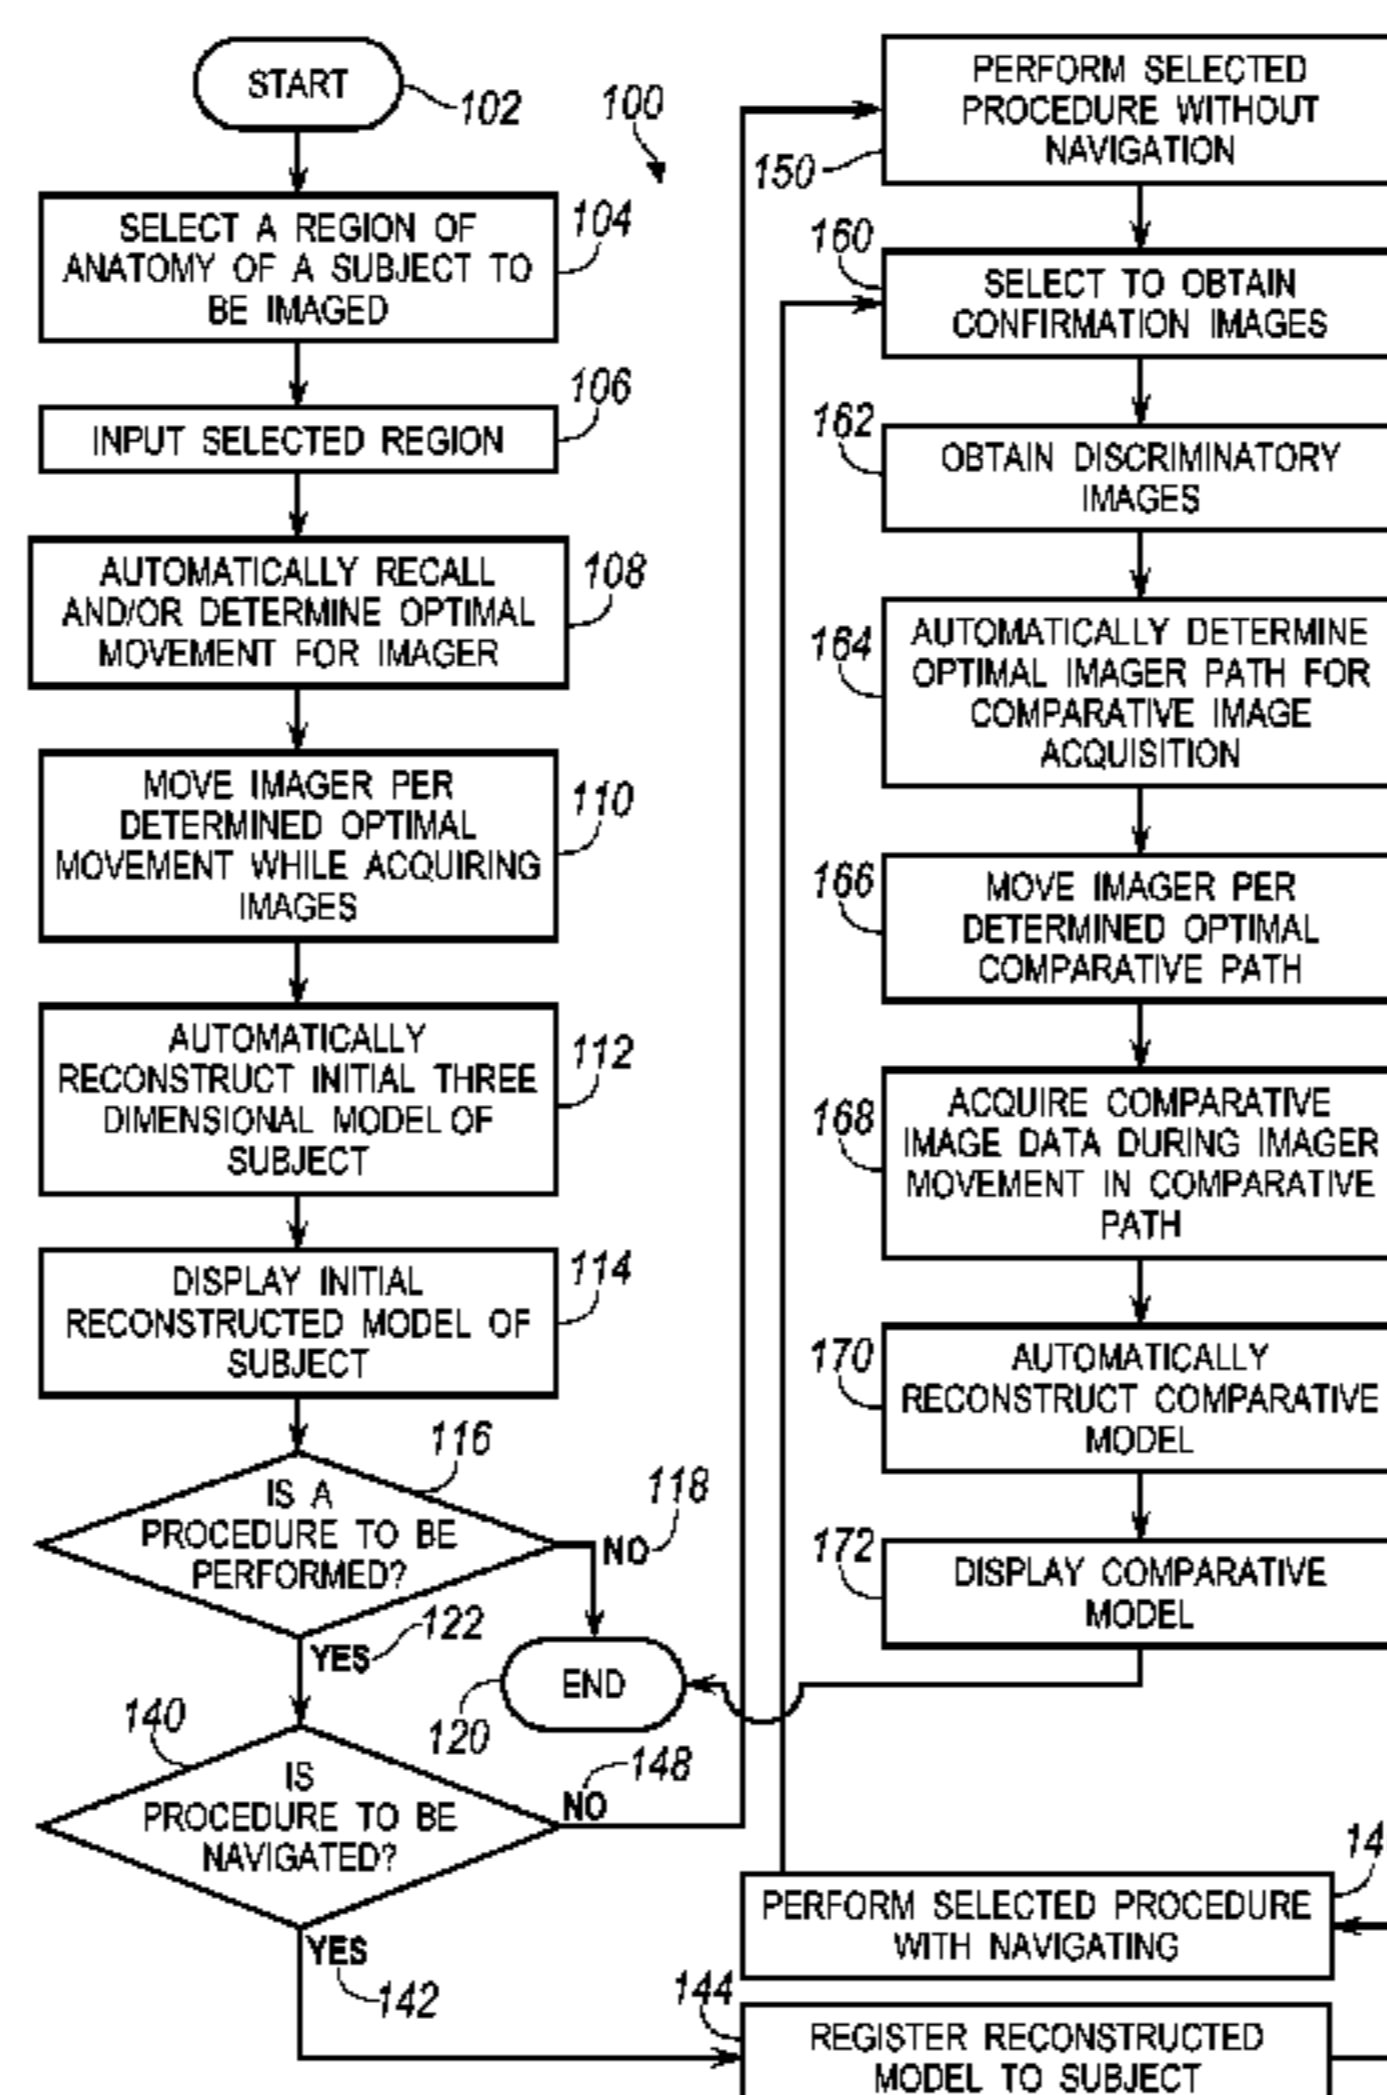 START
102
100
SELECT A REGION OF
ANATOMY OF A SUBJECT TO
BE IMAGED
104
INPUT SELECTED REGION
106
AUTOMATICALLY RECALL
AND/OR DETERMINE OPTIMAL
MOVEMENT FOR IMAGER
108
MOVE IMAGER PER
DETERMINED OPTIMAL
MOVEMENT WHILE ACQUIRING
IMAGES
110
AUTOMATICALLY
RECONSTRUCT INITIAL THREE
DIMENSIONAL MODEL OF
SUBJECT
112
DISPLAY INITIAL
RECONSTRUCTED MODEL OF
SUBJECT
114
IS A
PROCEDURE TO BE
PERFORMED?
116
NO
118
YES
122
END
120
IS
PROCEDURE TO BE
NAVIGATED?
140
NO
148
YES
142
PERFORM SELECTED
PROCEDURE WITHOUT
NAVIGATION
150
160
SELECT TO OBTAIN
CONFIRMATION IMAGES
162
OBTAIN DISCRIMINATORY
IMAGES
164
AUTOMATICALLY DETERMINE
OPTIMAL IMAGER PATH FOR
COMPARATIVE IMAGE
ACQUISITION
166
MOVE IMAGER PER
DETERMINED OPTIMAL
COMPARATIVE PATH
168
ACQUIRE COMPARATIVE
IMAGE DATA DURING IMAGER
MOVEMENT IN COMPARATIVE
PATH
170
AUTOMATICALLY
RECONSTRUCT COMPARATIVE
MODEL
172
DISPLAY COMPARATIVE
MODEL
PERFORM SELECTED PROCEDURE
WITH NAVIGATING
144
REGISTER RECONSTRUCTED
MODEL TO SUBJECT